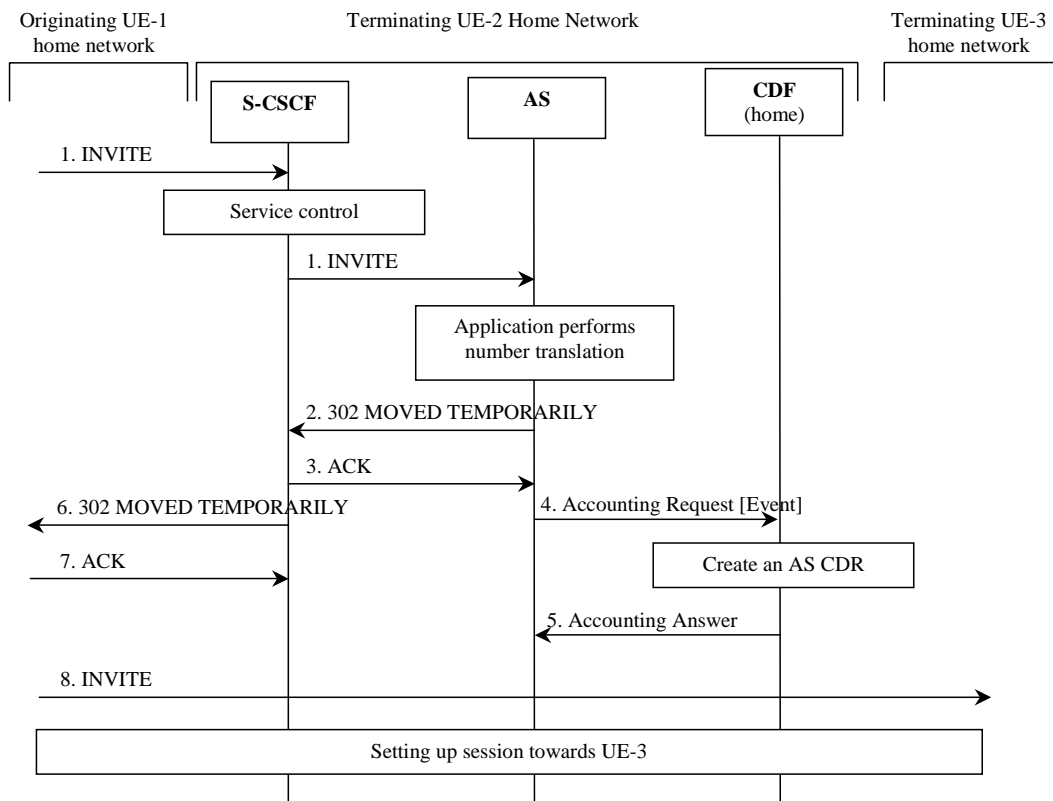 Originating UE-1
home network
Terminating UE-2 Home Network
Terminating UE-3
home network
S-CSCF
AS
CDF
(home)
1. INVITE
Service control
1. INVITE
Application performs
number translation
2. 302 MOVED TEMPORARILY
3. ACK
6. 302 MOVED TEMPORARILY
4. Accounting Request [Event]
7. ACK
Create an AS CDR
5. Accounting Answer
8. INVITE
Setting up session towards UE-3